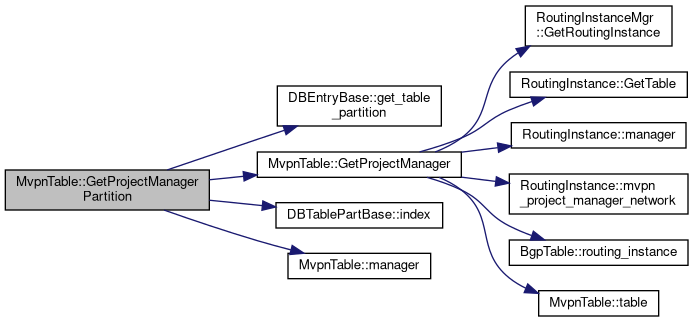 MvpnTable::GetProjectManager
Partition
DBEntryBase::get_table
_partition
MvpnTable::GetProjectManager
DBTablePartBase::index
MvpnTable::manager
RoutingInstanceMgr
::GetRoutingInstance
RoutingInstance::GetTable
RoutingInstance::manager
RoutingInstance::mvpn
_project_manager_network
BgpTable::routing_instance
MvpnTable::table